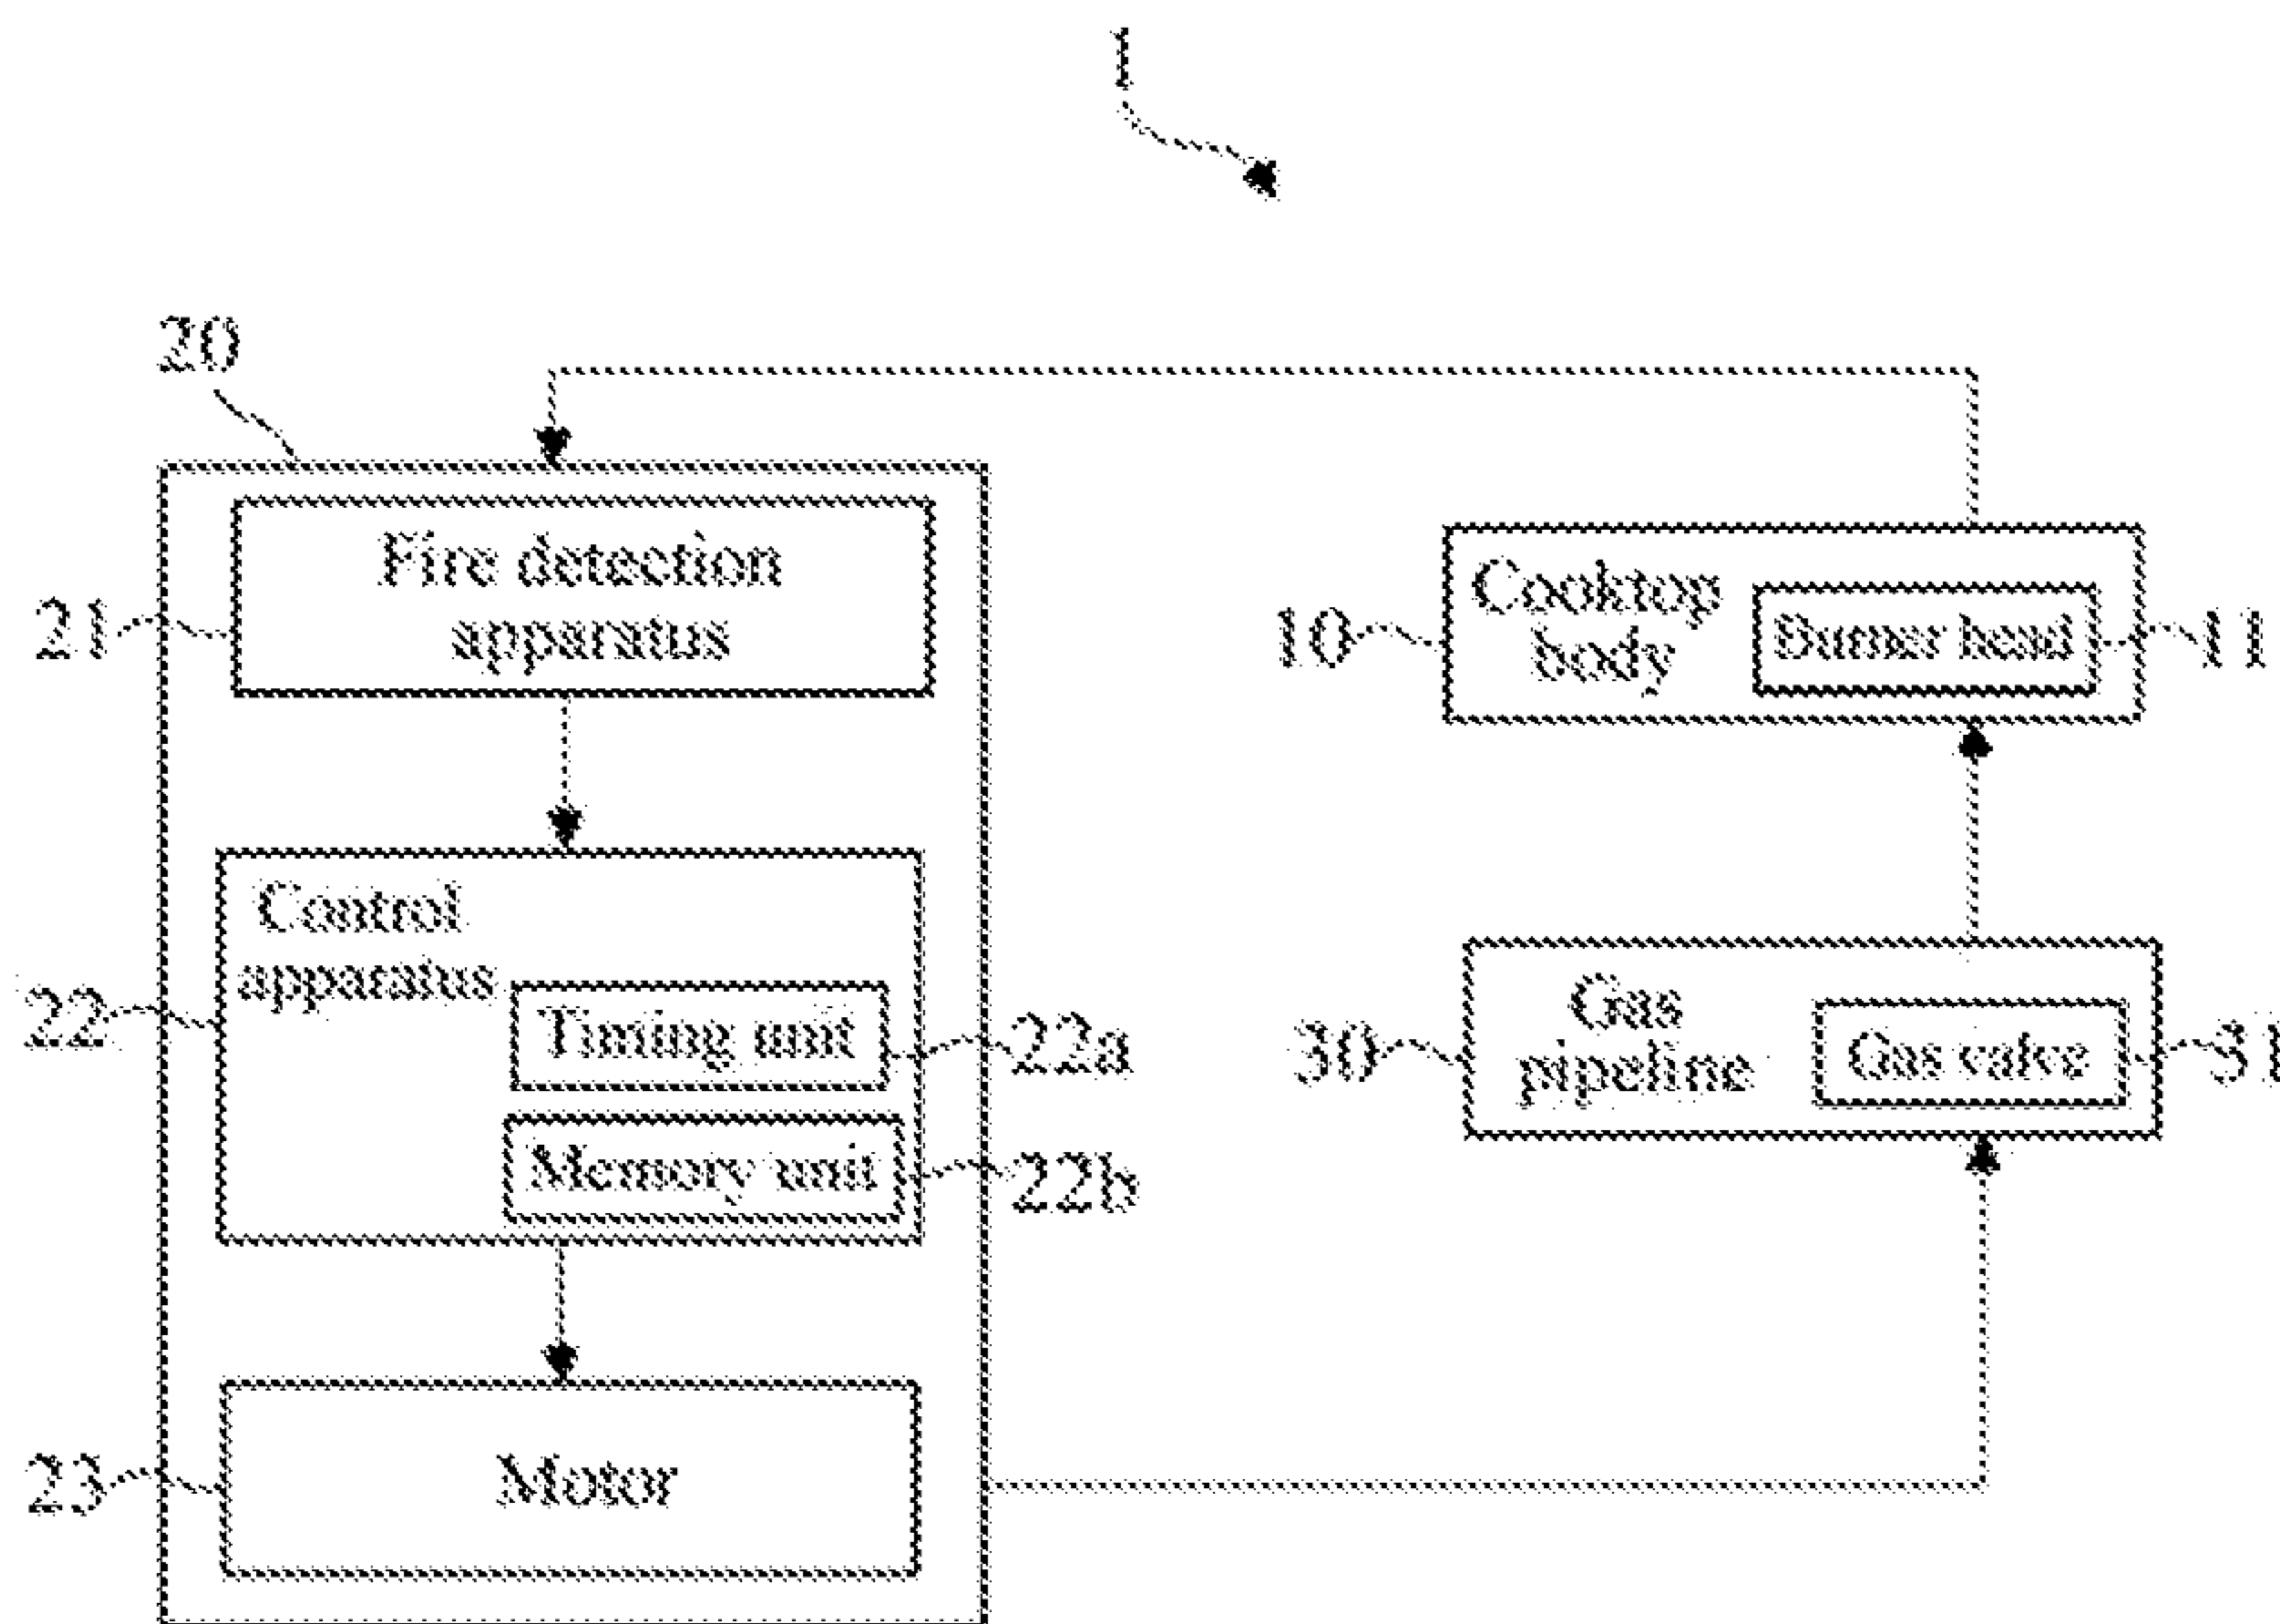 1
20
Fire detection
apparatus
21
Cooktop
body
Burner head
10
11
Control
apparatus
22
Timing unit
22a
Memory unit
22b
Gas
pipeline
Gas valve
30
31
Motor
23